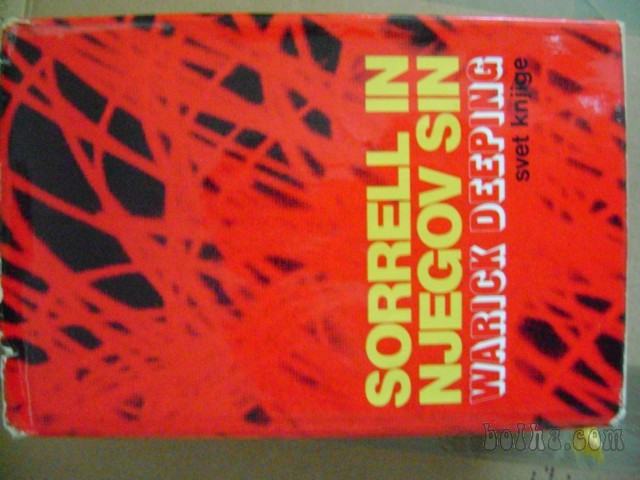 SORRELL IN
NJEGOV SIN
WARICK DEEPING
svet knjige
bolha.com